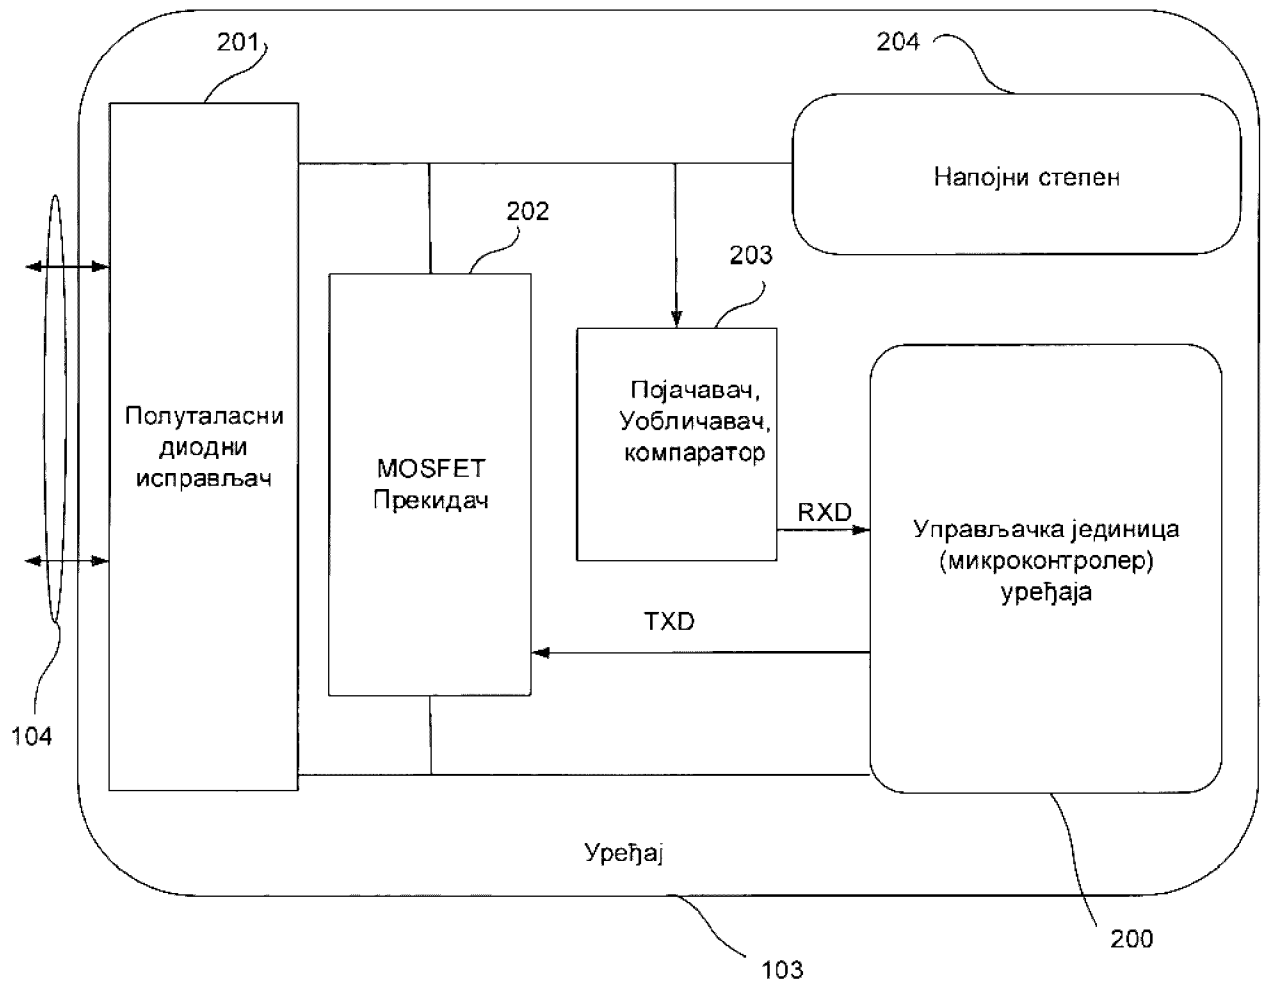 201
204
Напојни степен
202
203
Појачавач,
Уобличавач,
компаратор
Полуталасни
диодни
исправљач
MOSFET
Прекидач
RXD
Управљачка јединица
(микроконтролер)
уређаја
TXD
104
Уређај
200
103